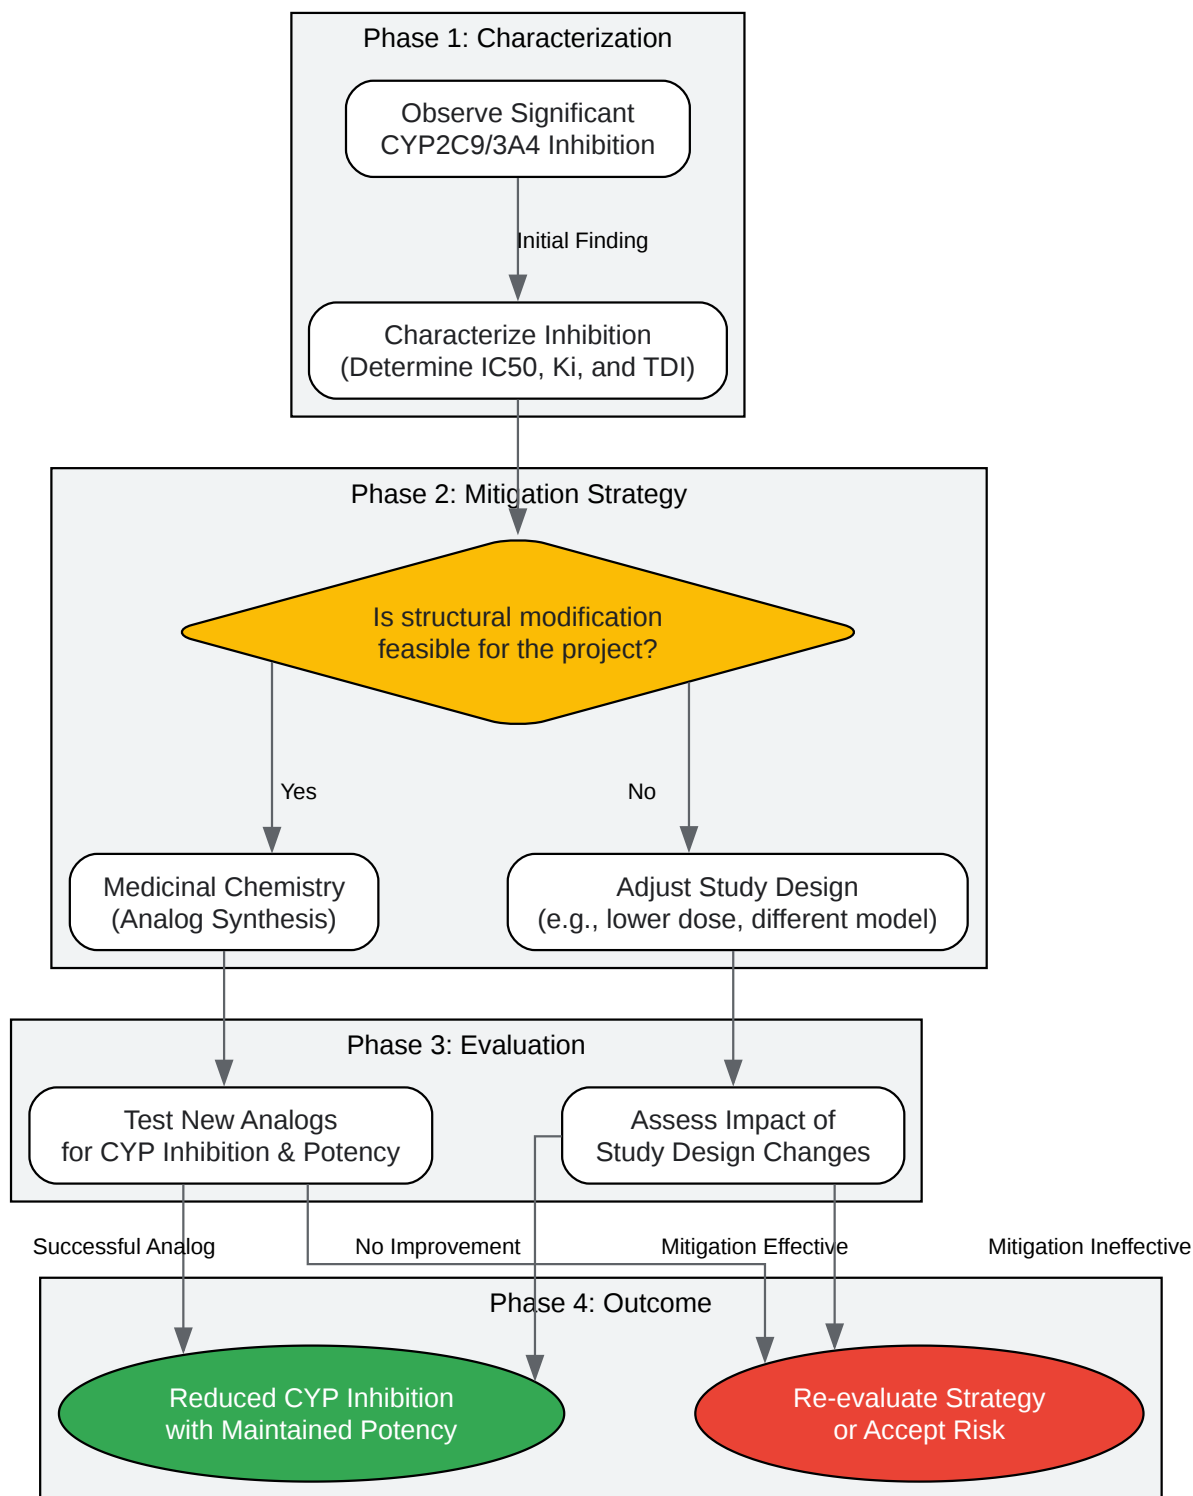 Phase 1: Characterization
Observe Significant
CYP2C9/3A4 Inhibition
Initial Finding
Characterize Inhibition
(Determine IC50, Ki, and TDI)
Phase 2: Mitigation Strategy
Is structural modification
feasible for the project?
Yes
No
Medicinal Chemistry
(Analog Synthesis)
Adjust Study Design
(e.g., lower dose, different model)
Phase 3: Evaluation
Test New Analogs
for CYP Inhibition & Potency
Assess Impact of
Study Design Changes
Successful Analog
No Improvement
Mitigation Effective
Mitigation Ineffective
Phase 4: Outcome
Reduced CYP Inhibition
with Maintained Potency
Re-evaluate Strategy
or Accept Risk